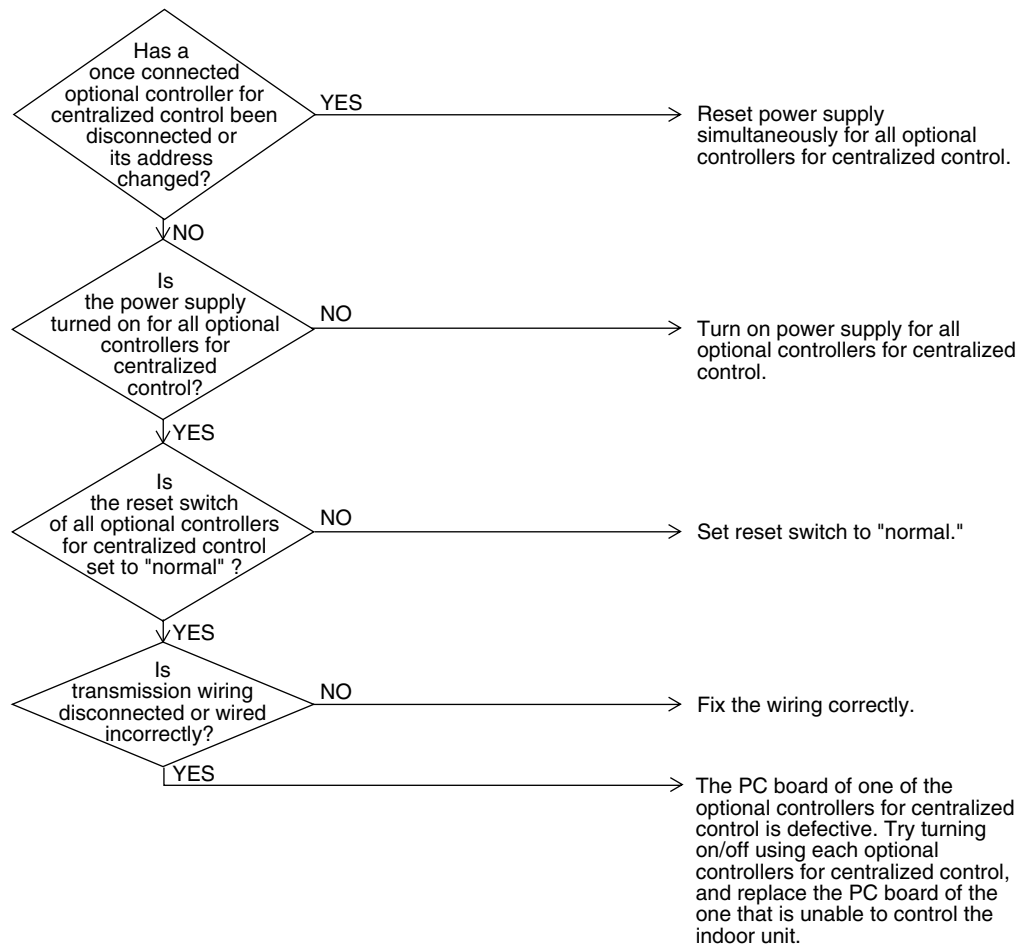 Has a
once connected
optional controller for
centralized control been
disconnected or
its address
changed?
YES
Reset power supply
simultaneously for all optional
controllers for centralized control.
NO
Is
the power supply
turned on for all optional
controllers for
centralized
control?
NO
Turn on power supply for all
optional controllers for centralized
control.
YES
Is
the reset switch
of all optional controllers
for centralized control
set to "normal" ?
NO
Set reset switch to "normal."
YES
Is
transmission wiring
disconnected or wired
incorrectly?
NO
Fix the wiring correctly.
YES
The PC board of one of the
optional controllers for centralized
control is defective. Try turning
on/off using each optional
controllers for centralized control,
and replace the PC board of the
one that is unable to control the
indoor unit.